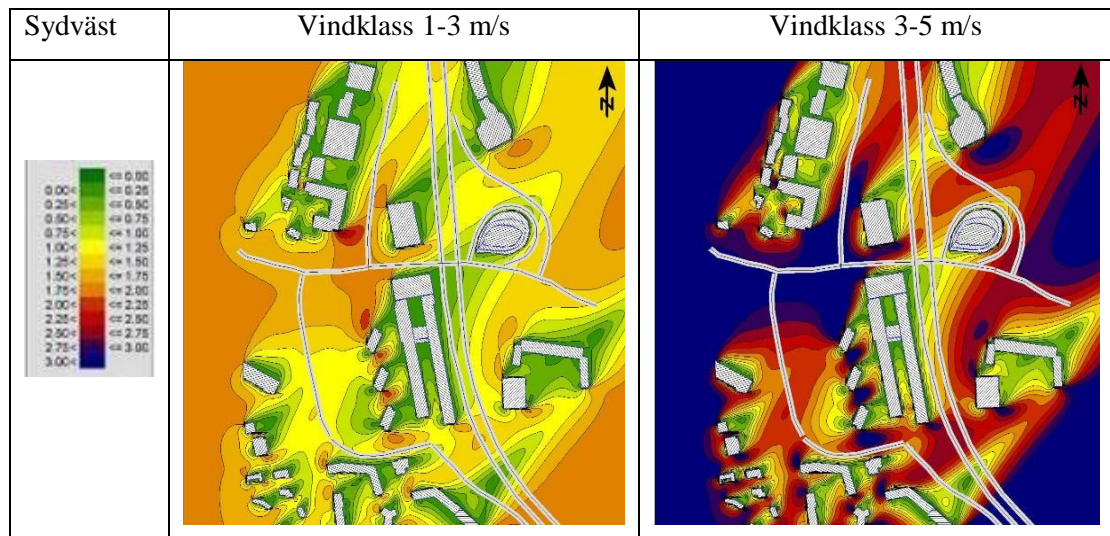 Sydväst
Vindklass 1-3 m/s
Vindklass 3-5 m/s
<= 0.00
0.00< <= 0.25
0.25< <= 0.50
0.50< <= 0.75
0.75< <= 1.00
1.00< <= 1.25
1.25< <= 1.50
1.50< <= 1.75
1.75< <= 2.00
2.00< <= 2.25
2.25< <= 2.50
2.50< <= 2.75
2.75< <= 3.00
3.00<
N
N